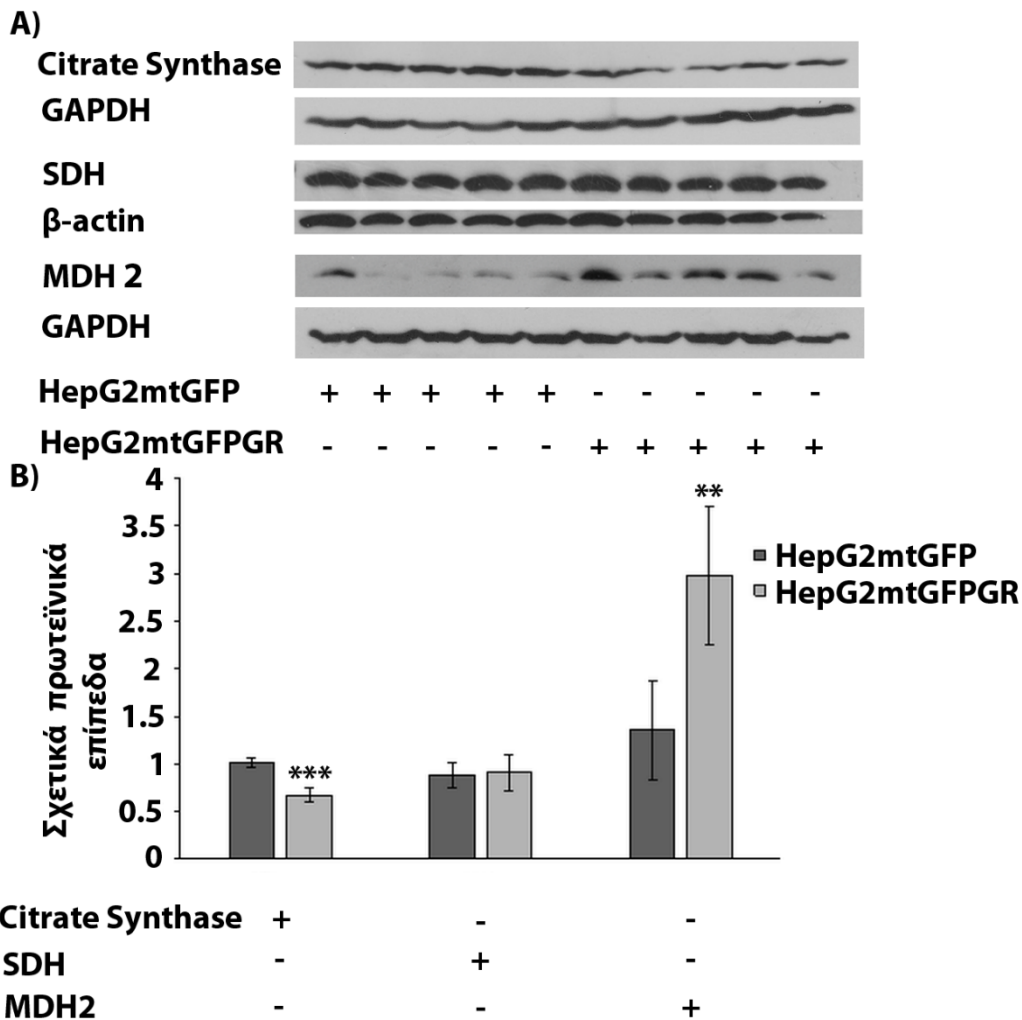 A)
Citrate Synthase
GAPDH
SDH
β-actin
MDH 2
GAPDH
HepG2mtGFP + + + + + - - - - -
HepG2mtGFPGR - - - - - + + + + +
B)
Σχετικά πρωτεϊνικά
επίπεδα
4
3.5
3
2.5
2
1.5
1
0.5
0
***
**
HepG2mtGFP
HepG2mtGFPGR
Citrate Synthase + - -
SDH - + -
MDH2 - - +